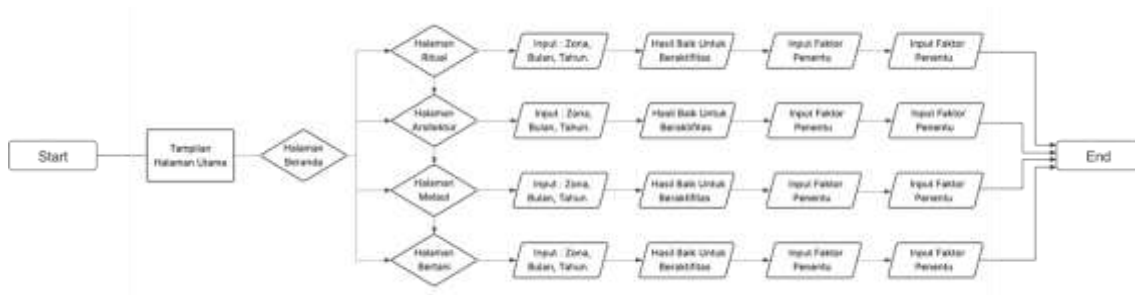 Start
Tampilan
Halaman Utama
Halaman
Beranda
Halaman
Ritual
Input : Zona,
Bulan, Tahun.
Hasil Baik Untuk
Beraktifitas
Input Faktor
Penentu
Input Faktor
Penentu
Halaman
Arsitektur
Input : Zona,
Bulan, Tahun.
Hasil Baik Untuk
Beraktifitas
Input Faktor
Penentu
Input Faktor
Penentu
Halaman
Melaut
Input : Zona,
Bulan, Tahun.
Hasil Baik Untuk
Beraktifitas
Input Faktor
Penentu
Input Faktor
Penentu
Halaman
Bertani
Input : Zona,
Bulan, Tahun.
Hasil Baik Untuk
Beraktifitas
Input Faktor
Penentu
Input Faktor
Penentu
End